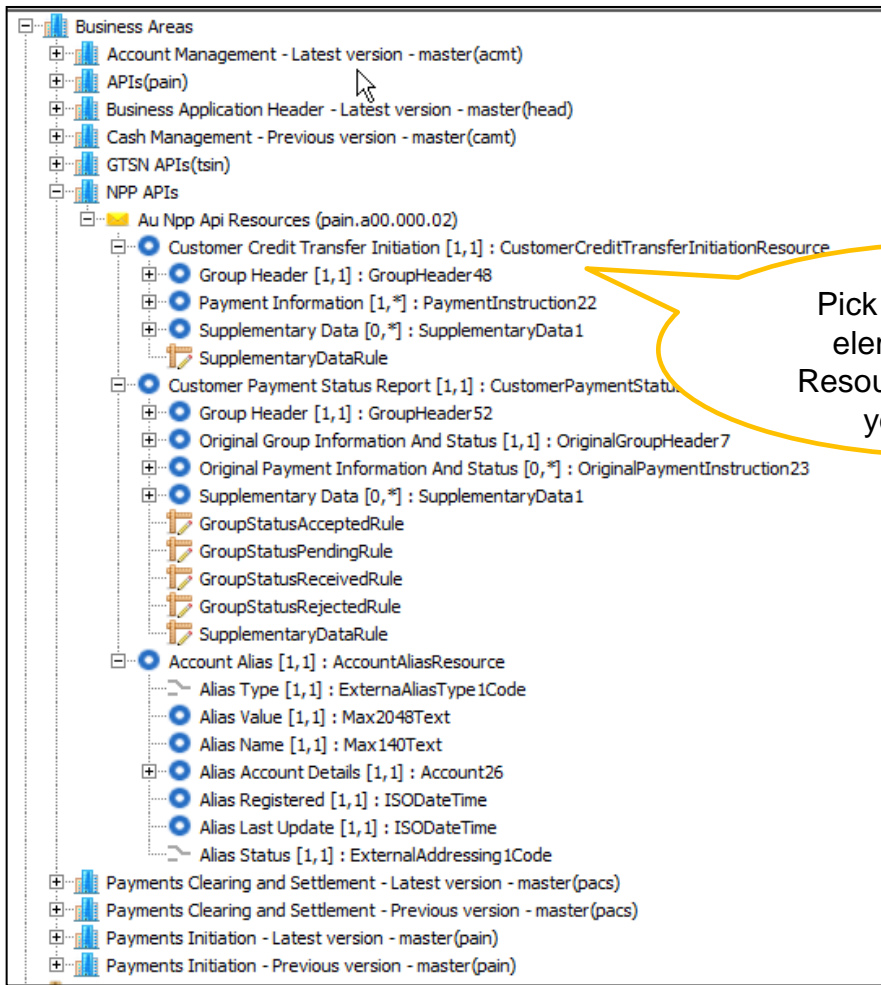 Business Areas
Account Management - Latest version - master(acmt)
APIs(pain)
Business Application Header - Latest version - master(head)
Cash Management - Previous version - master(camt)
GTSN APIs(tsin)
NPP APIs
Au Npp Api Resources (pain.a00.000.02)
Customer Credit Transfer Initiation [1,1] : CustomerCreditTransferInitiationResource
Group Header [1,1] : GroupHeader48
Payment Information [1,*] : PaymentInstruction22
Supplementary Data [0,*] : SupplementaryData1
SupplementaryDataRule
Customer Payment Status Report [1,1] : CustomerPaymentStatus
Group Header [1,1] : GroupHeader52
Original Group Information And Status [1,1] : OriginalGroupHeader7
Original Payment Information And Status [0,*] : OriginalPaymentInstruction23
Supplementary Data [0,*] : SupplementaryData1
GroupStatusAcceptedRule
GroupStatusPendingRule
GroupStatusReceivedRule
GroupStatusRejectedRule
SupplementaryDataRule
Account Alias [1,1] : AccountAliasResource
Alias Type [1,1] : ExternaAliasType1Code
Alias Value [1,1] : Max2048Text
Alias Name [1,1] : Max140Text
Alias Account Details [1,1] : Account26
Alias Registered [1,1] : ISODateTime
Alias Last Update [1,1] : ISODateTime
Alias Status [1,1] : ExternalAddressing1Code
Payments Clearing and Settlement - Latest version - master(pacs)
Payments Clearing and Settlement - Previous version - master(pacs)
Payments Initiation - Latest version - master(pain)
Payments Initiation - Previous version - master(pain)
Pick